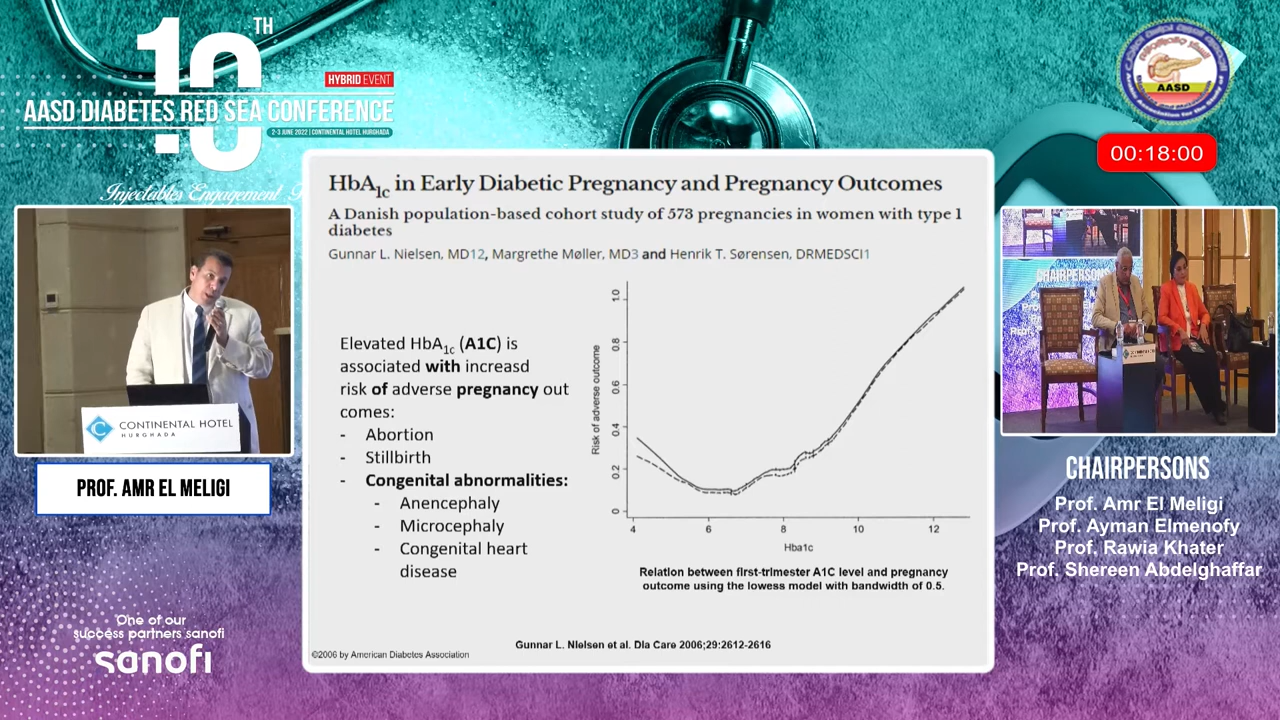 10TH
HYBRID EVENT
AASD DIABETES RED SEA CONFERENCE
2-3 JUNE 2022 | CONTINENTAL HOTEL HURGHADA
Injectables Engagement
AASD
00:18:00
HbA1c in Early Diabetic Pregnancy and Pregnancy Outcomes
A Danish population-based cohort study of 573 pregnancies in women with type 1
diabetes
Gunnar L. Nielsen, MD12, Margrethe Møller, MD3 and Henrik T. Sørensen, DRMEDSCI1
Elevated HbA1c (A1C) is
associated with increasd
risk of adverse pregnancy out
comes:
- Abortion
- Stillbirth
- Congenital abnormalities:
- Anencephaly
- Microcephaly
- Congenital heart
disease
Risk of adverse outcome
1.0
0.8
0.6
0.4
0.2
0
4 6 8 10 12
Hba1c
Relation between first-trimester A1C level and pregnancy
outcome using the lowess model with bandwidth of 0.5.
Gunnar L. Nielsen et al. Dia Care 2006;29:2612-2616
©2006 by American Diabetes Association
CONTINENTAL HOTEL
HURGHADA
PROF. AMR EL MELIGI
One of our
success partners sanofi
sanofi
CHAIRPERSONS
CHAIRPERSONS
Prof. Amr El Meligi
Prof. Ayman Elmenofy
Prof. Rawia Khater
Prof. Shereen Abdelghaffar